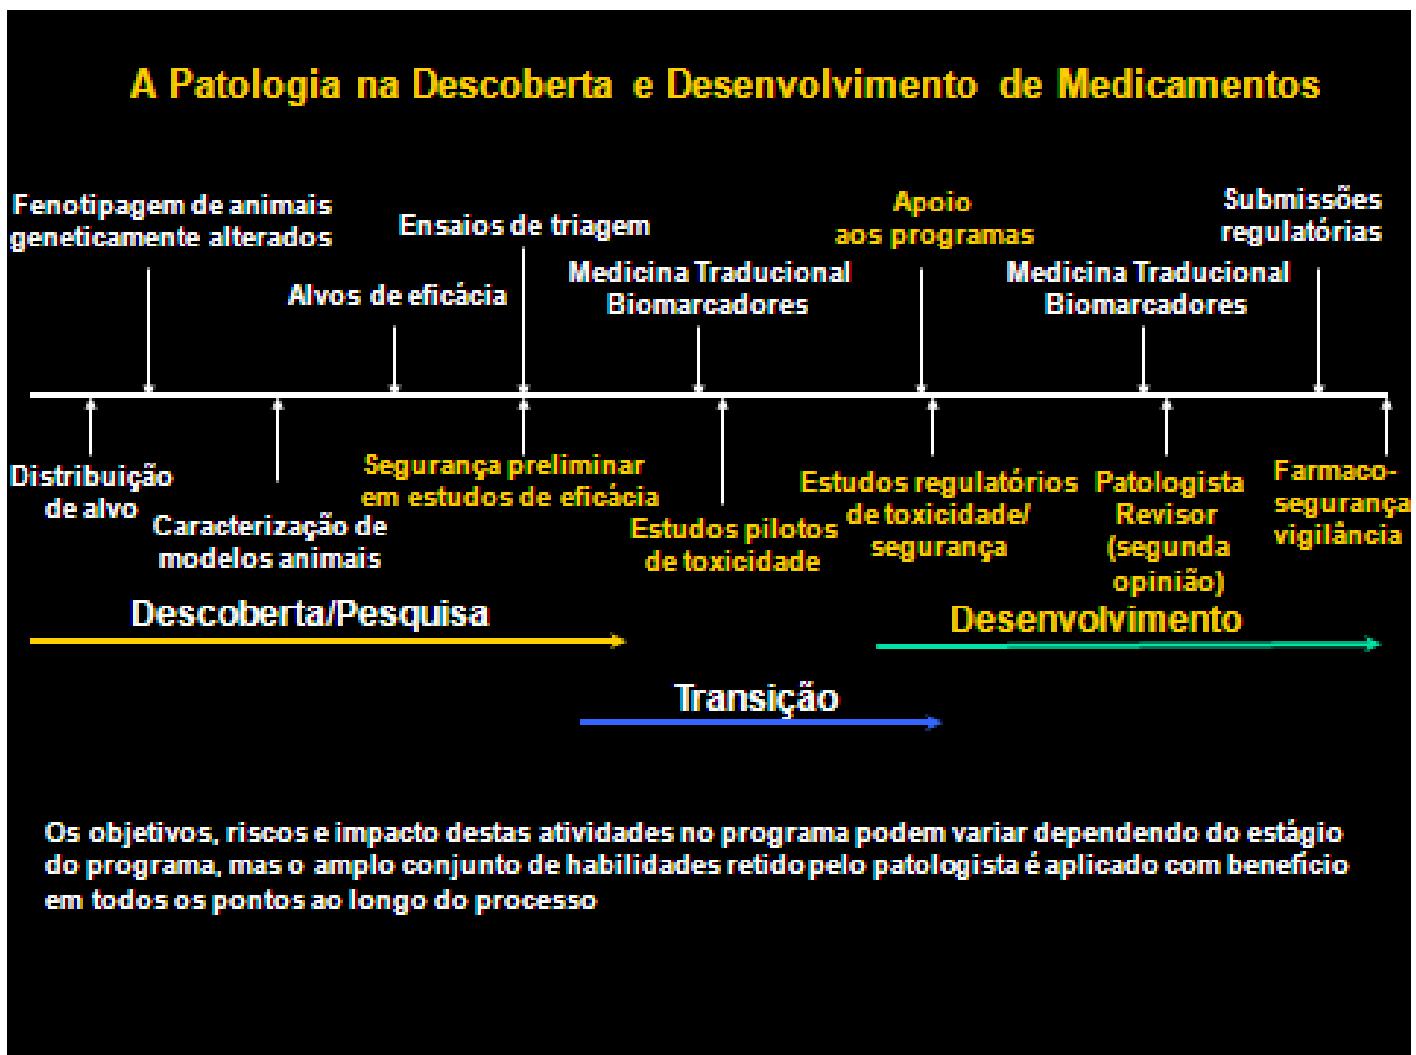 A Patologia na Descoberta e Desenvolvimento de Medicamentos
Fenotipagem de animais
geneticamente alterados
Alvos de eficácia
Ensaios de triagem
Medicina Traducional
Biomarcadores
Apoio
aos programas
Medicina Traducional
Biomarcadores
Submissões
regulatórias
Distribuição
de alvo
Caracterização de
modelos animais
Segurança preliminar
em estudos de eficácia
Estudos pilotos
de toxicidade
Estudos regulatórios
de toxicidade/
segurança
Patologista
Revisor
(segunda
opinião)
Farmaco-
segurança
vigilância
Descoberta/Pesquisa
Desenvolvimento
Transição
Os objetivos, riscos e impacto destas atividades no programa podem variar dependendo do estágio
do programa, mas o amplo conjunto de habilidades retido pelo patologista é aplicado com benefício
em todos os pontos ao longo do processo